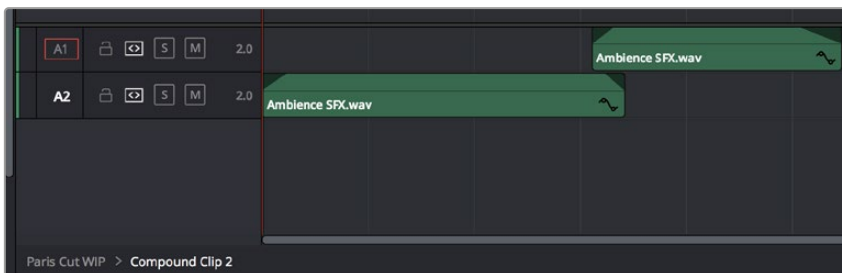 A1 S M 2.0 Ambience SFX.wav
A2 S M 2.0 Ambience SFX.wav
Paris Cut WIP > Compound Clip 2